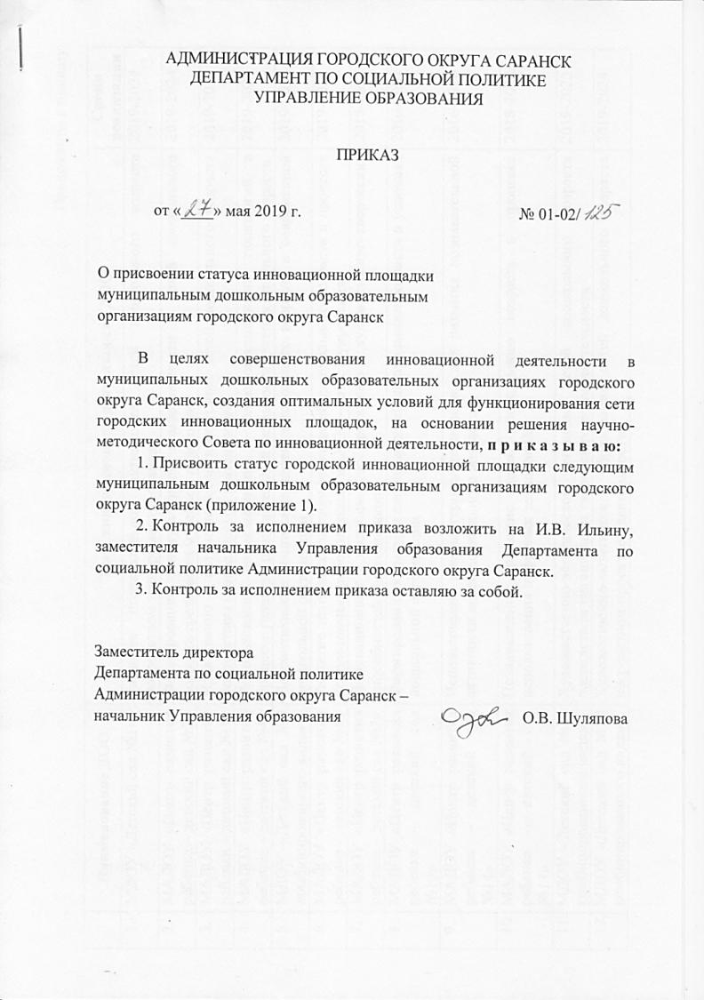 АДМИНИСТРАЦИЯ ГОРОДСКОГО ОКРУГА САРАНСК
ДЕПАРТАМЕНТ ПО СОЦИАЛЬНОЙ ПОЛИТИКЕ
УПРАВЛЕНИЕ ОБРАЗОВАНИЯ
ПРИКАЗ
от «27» мая 2019 г. № 01-02/125
О присвоении статуса инновационной площадки
муниципальным дошкольным образовательным
организациям городского округа Саранск
В целях совершенствования инновационной деятельности в
муниципальных дошкольных образовательных организациях городского
округа Саранск, создания оптимальных условий для функционирования сети
городских инновационных площадок, на основании решения научно-
методического Совета по инновационной деятельности, п р и к а з ы в а ю:
1. Присвоить статус городской инновационной площадки следующим
муниципальным дошкольным образовательным организациям городского
округа Саранск (приложение 1).
2. Контроль за исполнением приказа возложить на И.В. Ильину,
заместителя начальника Управления образования Департамента по
социальной политике Администрации городского округа Саранск.
3. Контроль за исполнением приказа оставляю за собой.
Заместитель директора
Департамента по социальной политике
Администрации городского округа Саранск –
начальник Управления образования О.В. Шуляпова